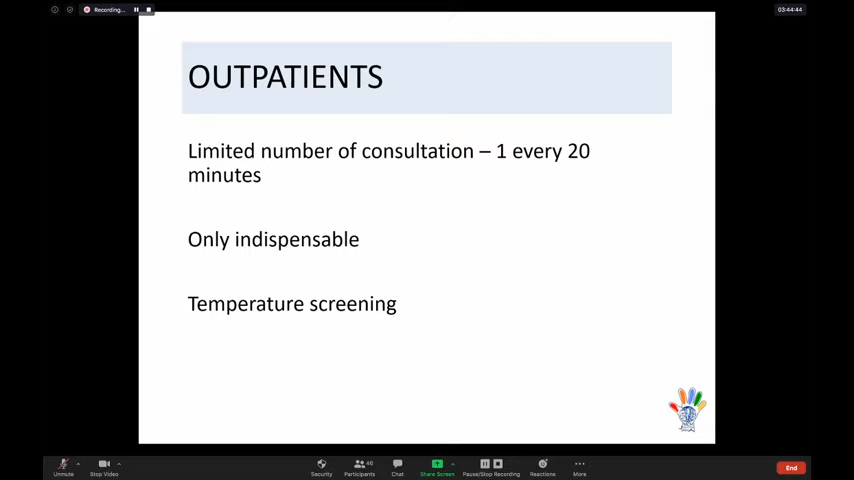 Recording...
03:44:44
OUTPATIENTS
Limited number of consultation – 1 every 20
minutes
Only indispensable
Temperature screening
Unmute
Stop Video
Security
Participants
46
Chat
Share Screen
Pause/Stop Recording
Reactions
More
End